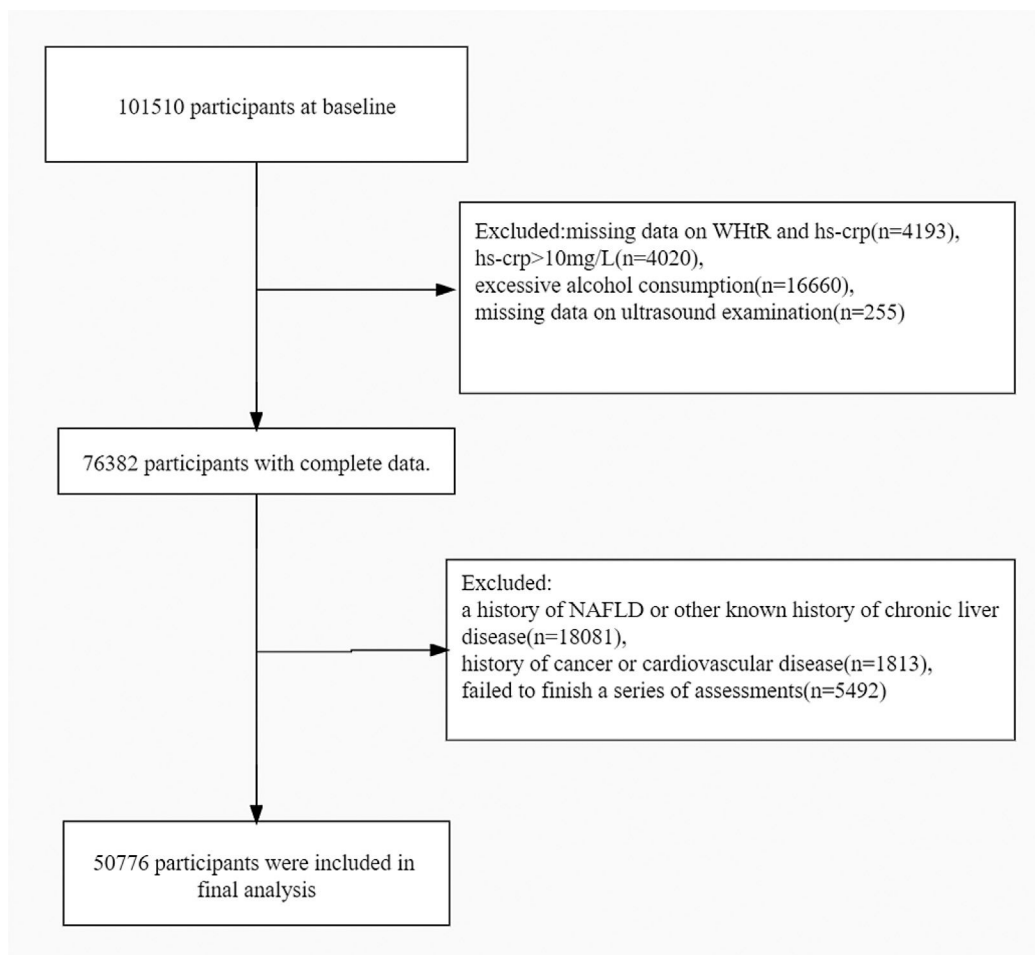 101510 participants at baseline
Excluded:missing data on WHtR and hs-crp(n=4193),
hs-crp>10mg/L(n=4020),
excessive alcohol consumption(n=16660),
missing data on ultrasound examination(n=255)
76382 participants with complete data.
Excluded:
a history of NAFLD or other known history of chronic liver
disease(n=18081),
history of cancer or cardiovascular disease(n=1813),
failed to finish a series of assessments(n=5492)
50776 participants were included in
final analysis